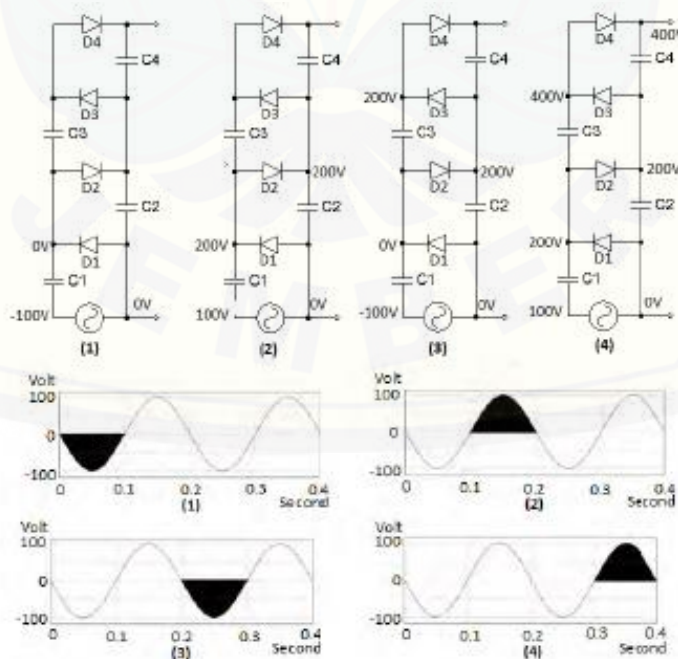 D4 D4 D4 D4 400V
C4 C4 C4 C4
D3 D3 200V D3 400V D3
C3 C3 C3 C3
D2 D2 200V D2 200V D2 200V
C2 C2 C2 C2
0V D1 200V D1 0V D1 200V D1
C1 C1 C1 C1
-100V 0V 100V 0V 0V 100V 0V
(1) (2) (3) (4)
JEMBER
Volt
100
0
-100
0 0.1 0.2 0.3 0.4
(1) Second
Volt
100
0
-100
0 0.1 0.2 0.3 0.4
(2) Second
Volt
100
0
-100
0 0.1 0.2 0.3 0.4
(3) Second
Volt
100
0
-100
0 0.1 0.2 0.3 0.4
(4) Second